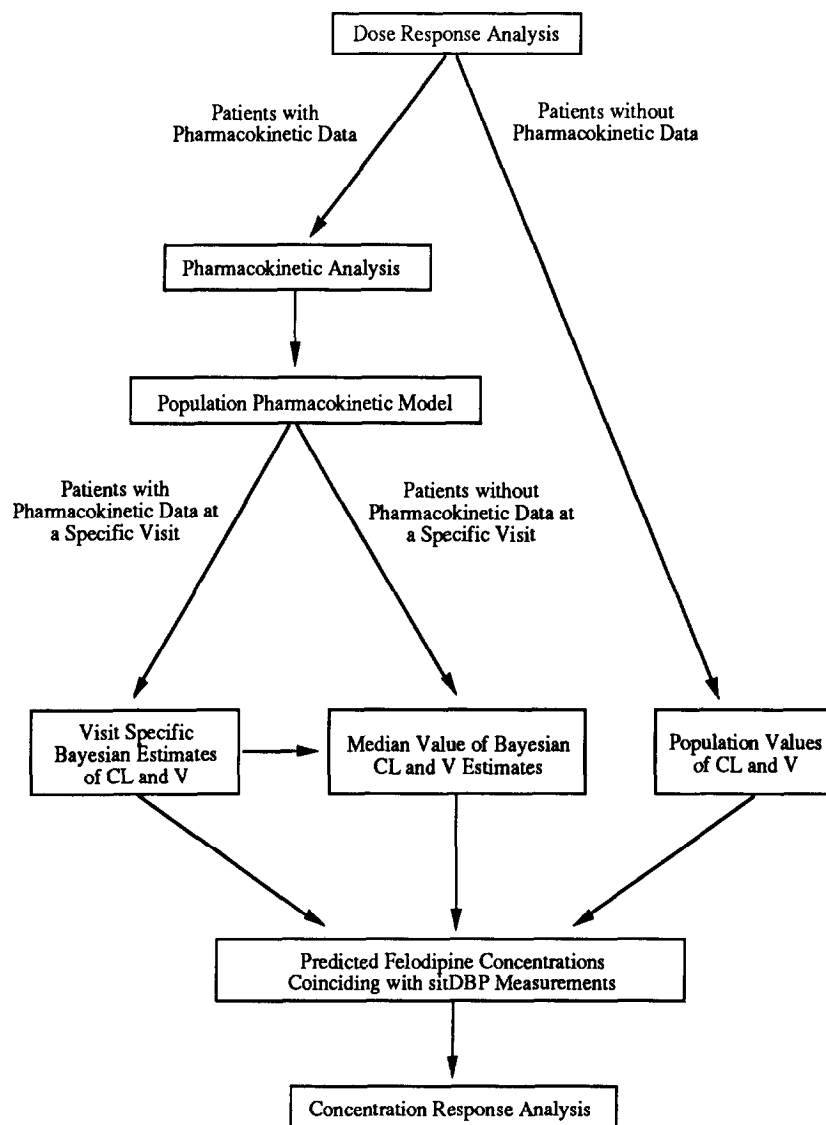 Dose Response Analysis
Patients with
Pharmacokinetic Data
Patients without
Pharmacokinetic Data
Pharmacokinetic Analysis
Population Pharmacokinetic Model
Patients with
Pharmacokinetic Data at
a Specific Visit
Patients without
Pharmacokinetic Data at
a Specific Visit
Visit Specific
Bayesian Estimates
of CL and V
Median Value of Bayesian
CL and V Estimates
Population Values
of CL and V
Predicted Felodipine Concentrations
Coinciding with sitDBP Measurements
Concentration Response Analysis